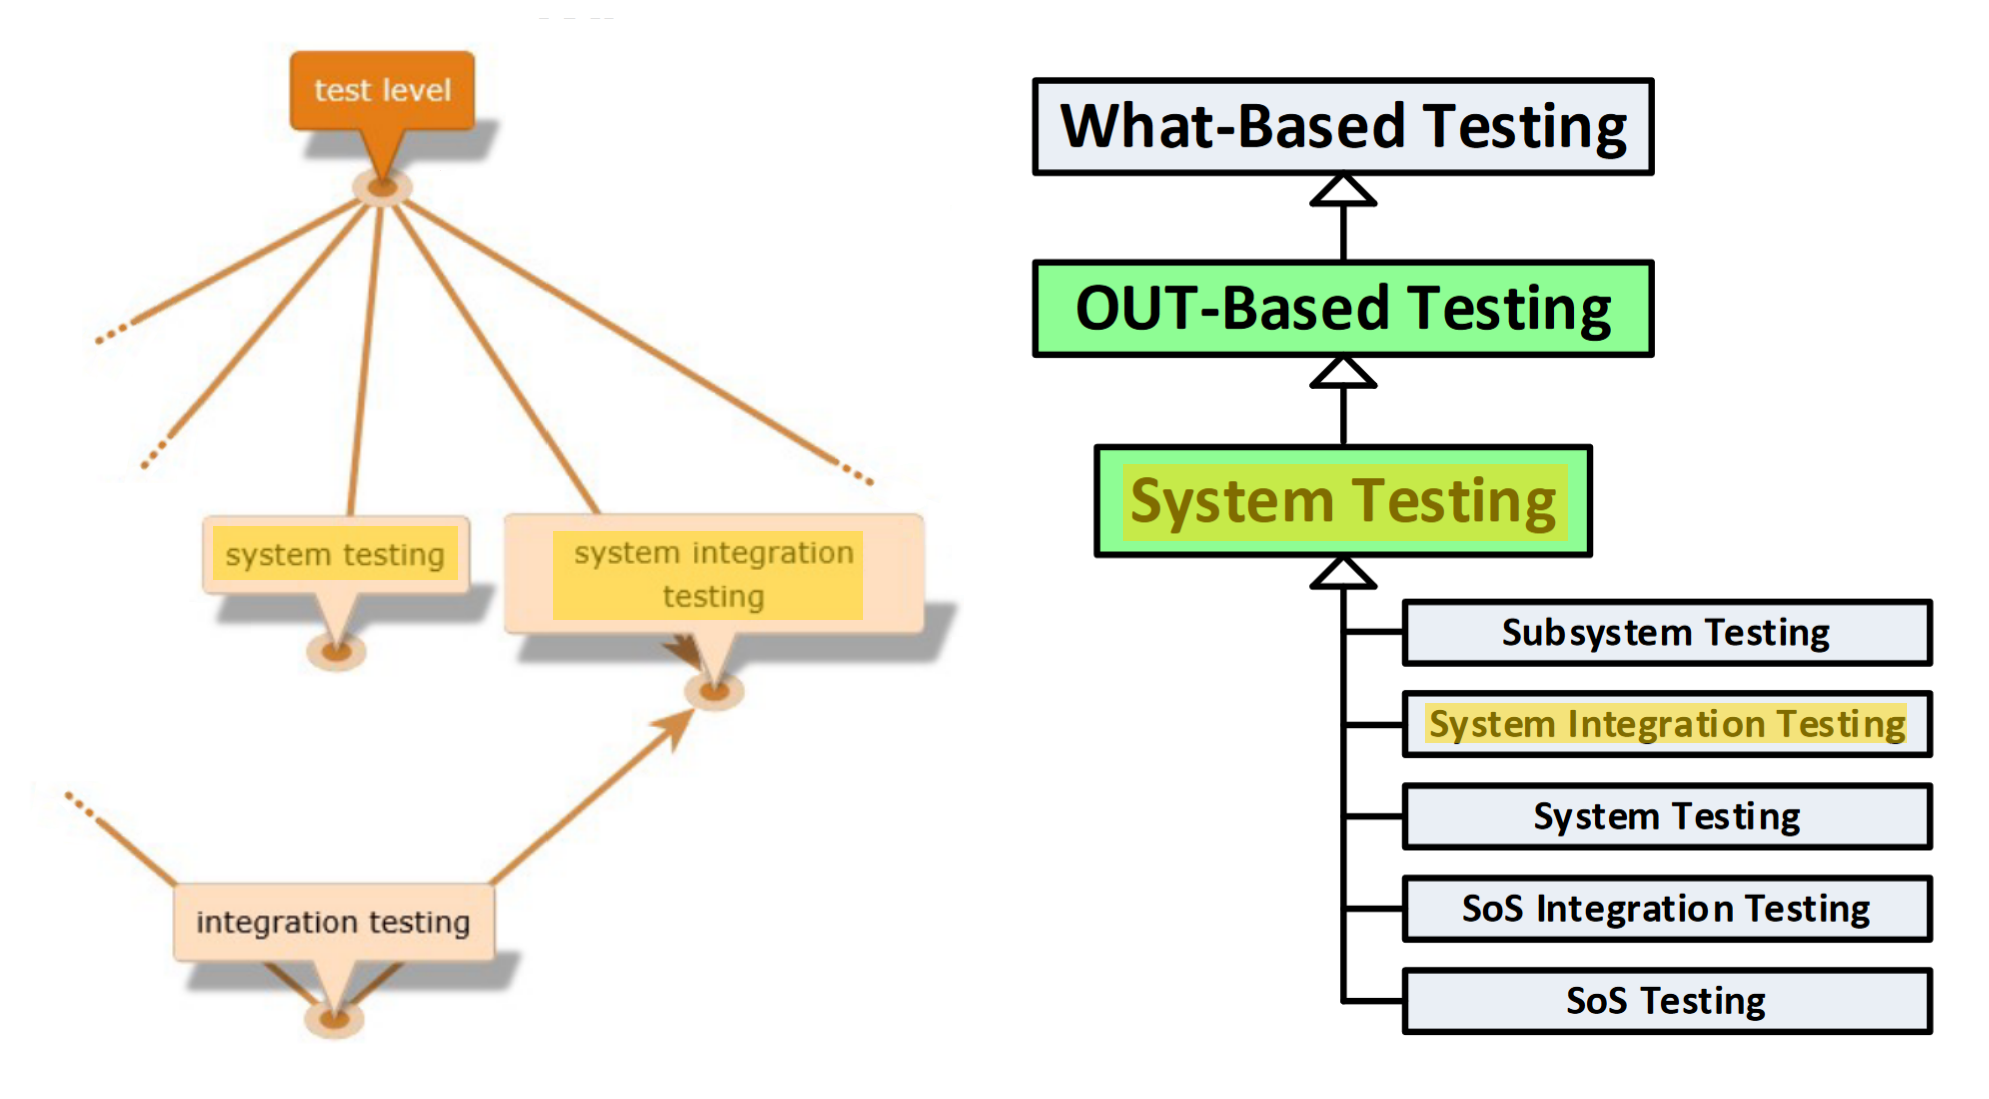 test level
system testing
system integration
testing
integration testing
What-Based Testing
OUT-Based Testing
System Testing
Subsystem Testing
System Integration Testing
System Testing
SoS Integration Testing
SoS Testing